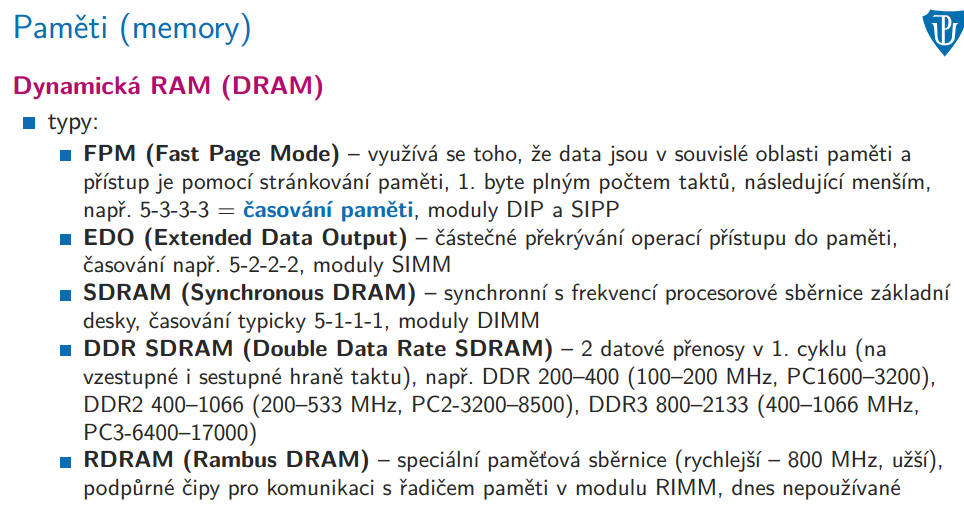 Paměti (memory)
Dynamická RAM (DRAM)
typy:
FPM (Fast Page Mode) – využívá se toho, že data jsou v souvislé oblasti paměti a
přístup je pomocí stránkování paměti, 1. byte plným počtem taktů, následující menším,
např. 5-3-3-3 = časování paměti, moduly DIP a SIPP
EDO (Extended Data Output) – částečné překrývání operací přístupu do paměti,
časování např. 5-2-2-2, moduly SIMM
SDRAM (Synchronous DRAM) – synchronní s frekvencí procesorové sběrnice základní
desky, časování typicky 5-1-1-1, moduly DIMM
DDR SDRAM (Double Data Rate SDRAM) – 2 datové přenosy v 1. cyklu (na
vzestupné i sestupné hraně taktu), např. DDR 200–400 (100–200 MHz, PC1600–3200),
DDR2 400–1066 (200–533 MHz, PC2-3200–8500), DDR3 800–2133 (400–1066 MHz,
PC3-6400–17000)
RDRAM (Rambus DRAM) – speciální paměťová sběrnice (rychlejší – 800 MHz, užší),
podpůrné čipy pro komunikaci s řadičem paměti v modulu RIMM, dnes nepoužívané